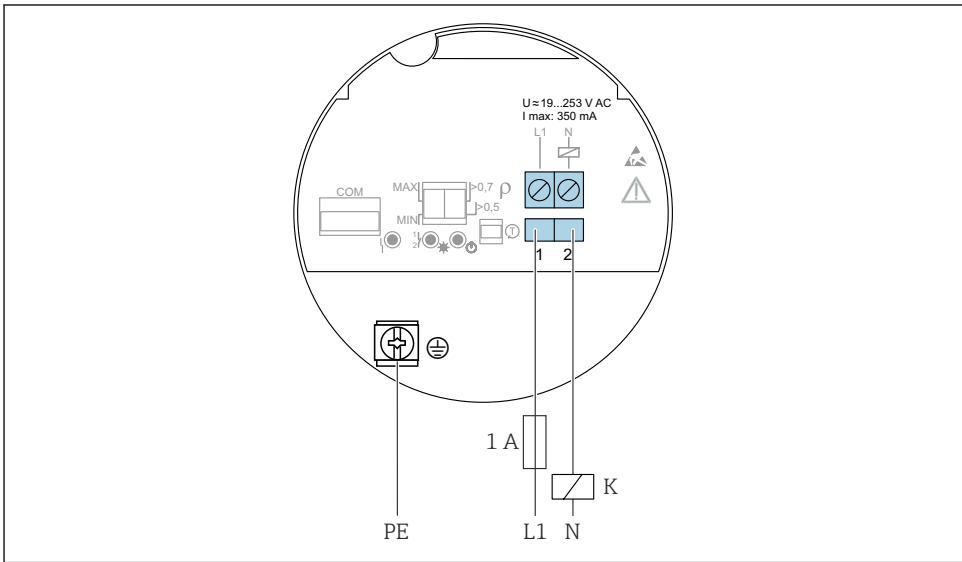 U≂19...253 V AC
I max: 350 mA
L1 N
COM
MAX >0,7 ρ
>0,5
MIN
1
2
T
1 2
1 A
K
PE L1 N